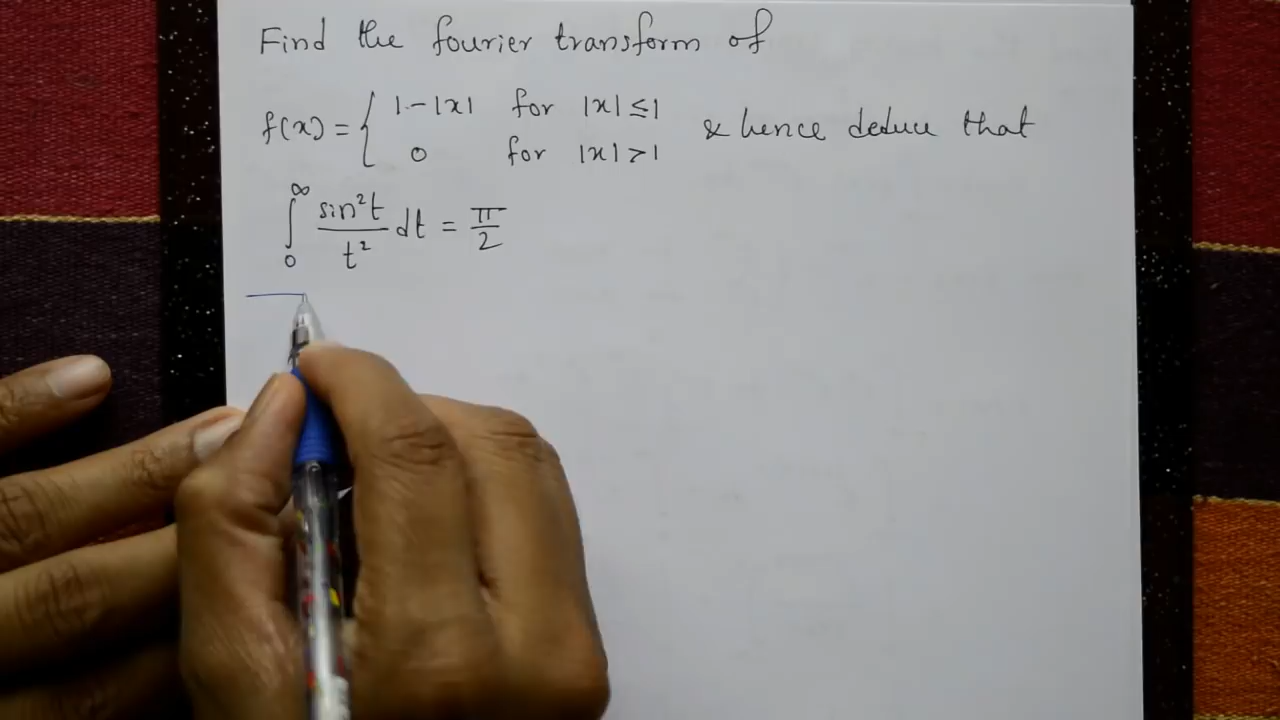 Find the fourier transform of
f(x) = { 1-|x| for |x| ≤ 1
0 for |x| > 1 & hence deduce that
∫₀^∞ sin²t / t² dt = π/2